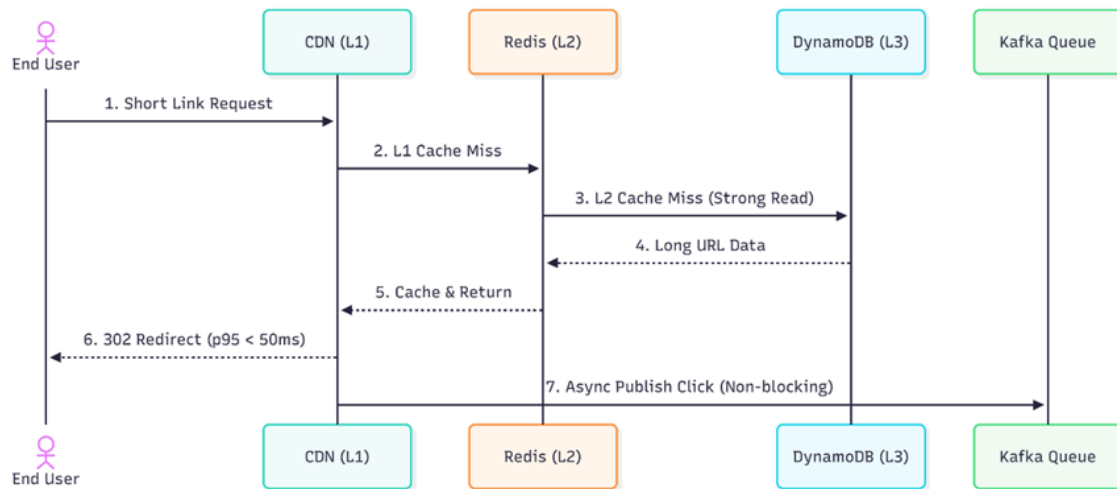 End User
CDN (L1)
Redis (L2)
DynamoDB (L3)
Kafka Queue
1. Short Link Request
2. L1 Cache Miss
3. L2 Cache Miss (Strong Read)
4. Long URL Data
5. Cache & Return
6. 302 Redirect (p95 < 50ms)
7. Async Publish Click (Non-blocking)
End User
CDN (L1)
Redis (L2)
DynamoDB (L3)
Kafka Queue